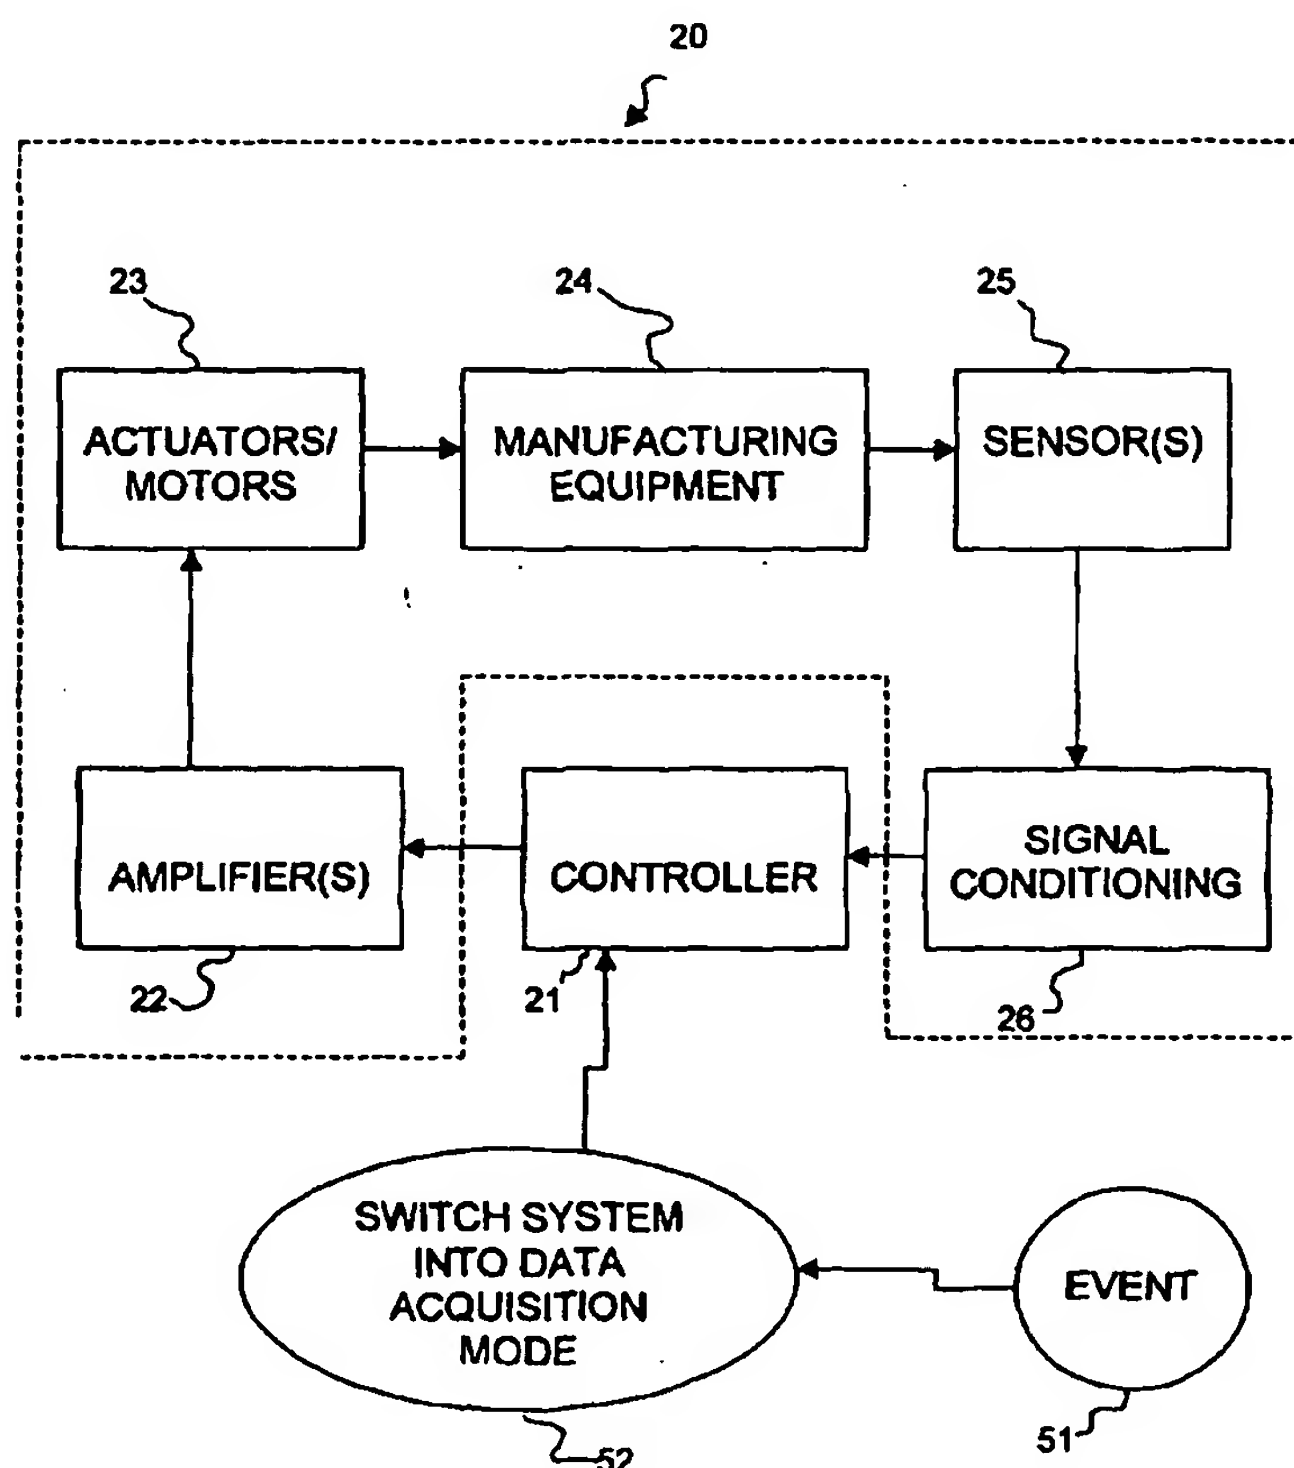 20
23
24
25
ACTUATORS/
MOTORS
MANUFACTURING
EQUIPMENT
SENSOR(S)
AMPLIFIER(S)
CONTROLLER
SIGNAL
CONDITIONING
22
21
26
SWITCH SYSTEM
INTO DATA
ACQUISITION
MODE
EVENT
51
52